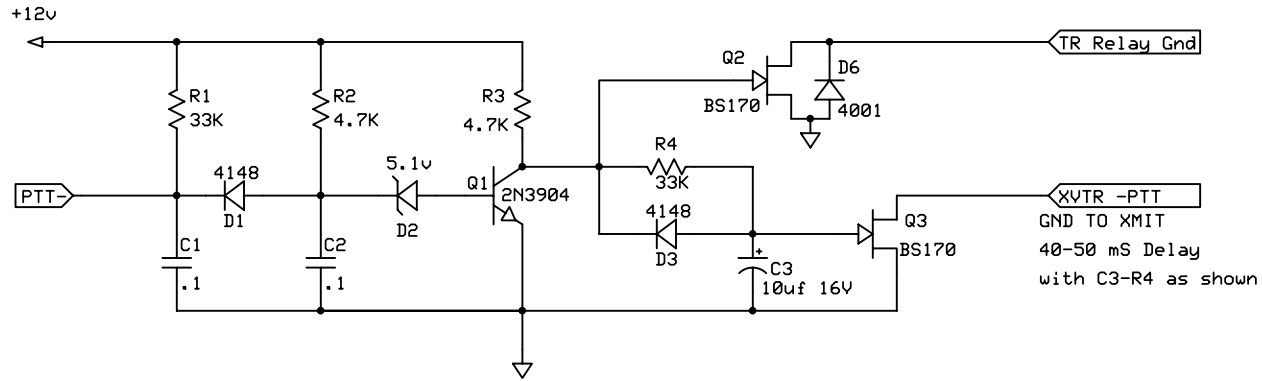 +12v
TR Relay Gnd
Q2
D6
BS170
4001
R1
33K
R2
4.7K
R3
4.7K
R4
33K
PTT-
4148
D1
5.1v
D2
Q1
2N3904
4148
D3
Q3
BS170
XVTR -PTT
GND TO XMIT
40-50 mS Delay
with C3-R4 as shown
C1
.1
C2
.1
+
C3
10uf 16V